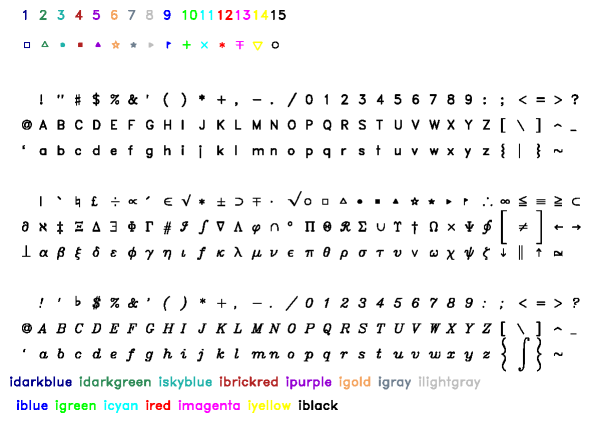 1 2 3 4 5 6 7 8 9 10 11 12 13 14 15
□ △ ● ■ ▲ ☆ ★ ▸ + × * ∓ ▽ ○
! " # $ % & ' ( ) * + , − . / 0 1 2 3 4 5 6 7 8 9 : ; < = > ?
@ A B C D E F G H I J K L M N O P Q R S T U V W X Y Z [ \ ] ^ _
‘ a b c d e f g h i j k l m n o p q r s t u v w x y z { | } ~
| ` ♮ £ ÷ ∝ ´ ∈ √ * ± ⊃ ∓ · √ ○ □ △ ● ■ ▲ ☆ ★ ▸ ∴ ∞ ≤ ≡ ≥ ⊂
∂ ℵ ‡ Ξ Δ ∃ Φ Γ # ∫ ∇ Λ φ ∩ ° Π Θ ℛ Σ ∪ ϒ † Ω × Ψ ∮ [ ≠ ] ← →
⊥ α β ξ δ ε ϕ γ η ι f κ λ μ ν ϵ π θ ρ σ τ υ v ω χ ψ ζ ↓ ‖ ↑
! ' ♭ $ % & ' ( ) * + , − . / 0 1 2 3 4 5 6 7 8 9 : ; < = > ?
@ A B C D E F G H I J K L M N O P Q R S T U V W X Y Z [ \ ] ^ _
‘ a b c d e f g h i j k l m n o p q r s t u v w x y z { ∫ } ~
idarkblue idarkgreen iskyblue ibrickred ipurple igold igray ilightgray
iblue igreen icyan ired imagenta iyellow iblack